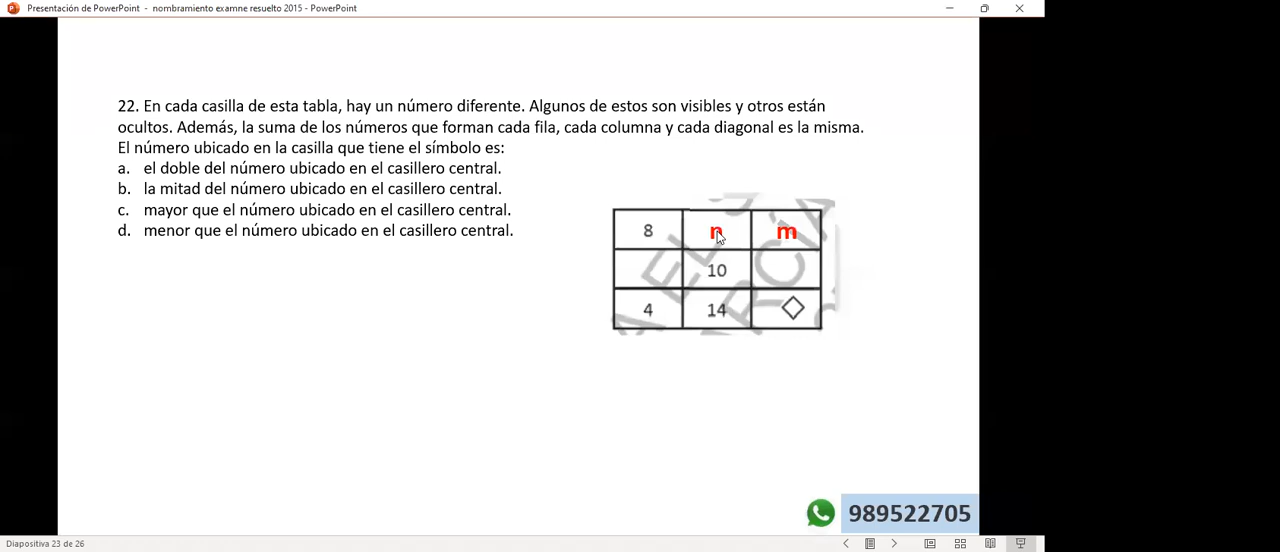 Presentación de PowerPoint - nombramiento examne resuelto 2015 - PowerPoint
22. En cada casilla de esta tabla, hay un número diferente. Algunos de estos son visibles y otros están
ocultos. Además, la suma de los números que forman cada fila, cada columna y cada diagonal es la misma.
El número ubicado en la casilla que tiene el símbolo es:
a. el doble del número ubicado en el casillero central.
b. la mitad del número ubicado en el casillero central.
c. mayor que el número ubicado en el casillero central.
d. menor que el número ubicado en el casillero central.
8 n m
10
4 14
989522705
Diapositiva 23 de 26